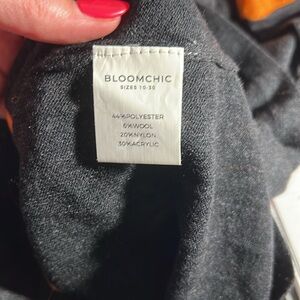 BLOOMCHIC
SIZES 10-30
44%POLYESTER
6%WOOL
20%NYLON
30%ACRYLIC